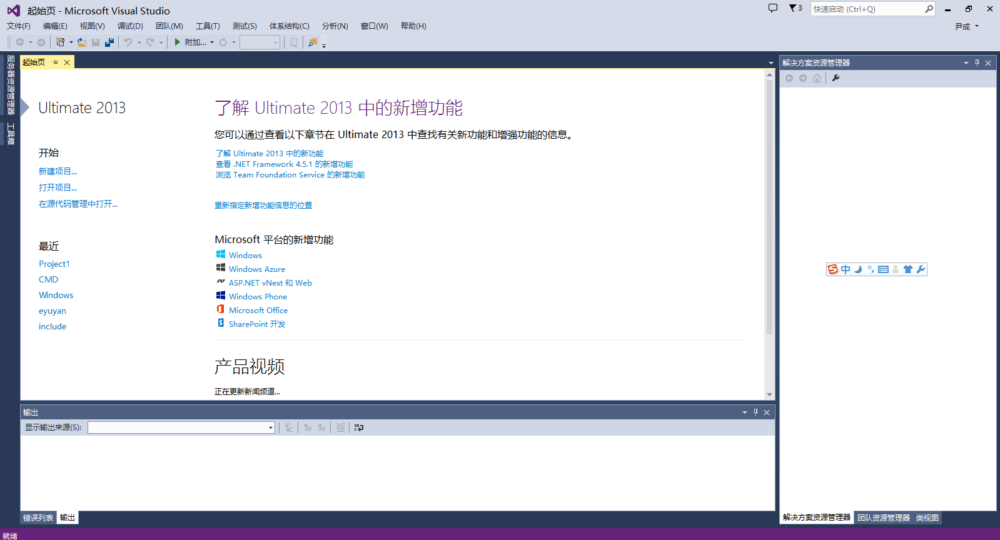 起始页 - Microsoft Visual Studio
3
快速启动 (Ctrl+Q)
文件(F) 编辑(E) 视图(V) 调试(D) 团队(M) 工具(T) 测试(S) 体系结构(C) 分析(N) 窗口(W) 帮助(H)
尹成
附加...
服务器资源管理器
工具箱
起始页
Ultimate 2013
开始
新建项目...
打开项目...
在源代码管理中打开...
最近
Project1
CMD
Windows
eyuyan
include
了解 Ultimate 2013 中的新增功能
您可以通过查看以下章节在 Ultimate 2013 中查找有关新功能和增强功能的信息。
了解 Ultimate 2013 中的新功能
查看 .NET Framework 4.5.1 的新增功能
浏览 Team Foundation Service 的新增功能
重新指定新增功能信息的位置
Microsoft 平台的新增功能
Windows
Windows Azure
ASP.NET vNext 和 Web
Windows Phone
Microsoft Office
SharePoint 开发
产品视频
正在更新新闻频道...
输出
显示输出来源(S):
错误列表 输出
解决方案资源管理器
中
解决方案资源管理器 团队资源管理器 类视图
就绪